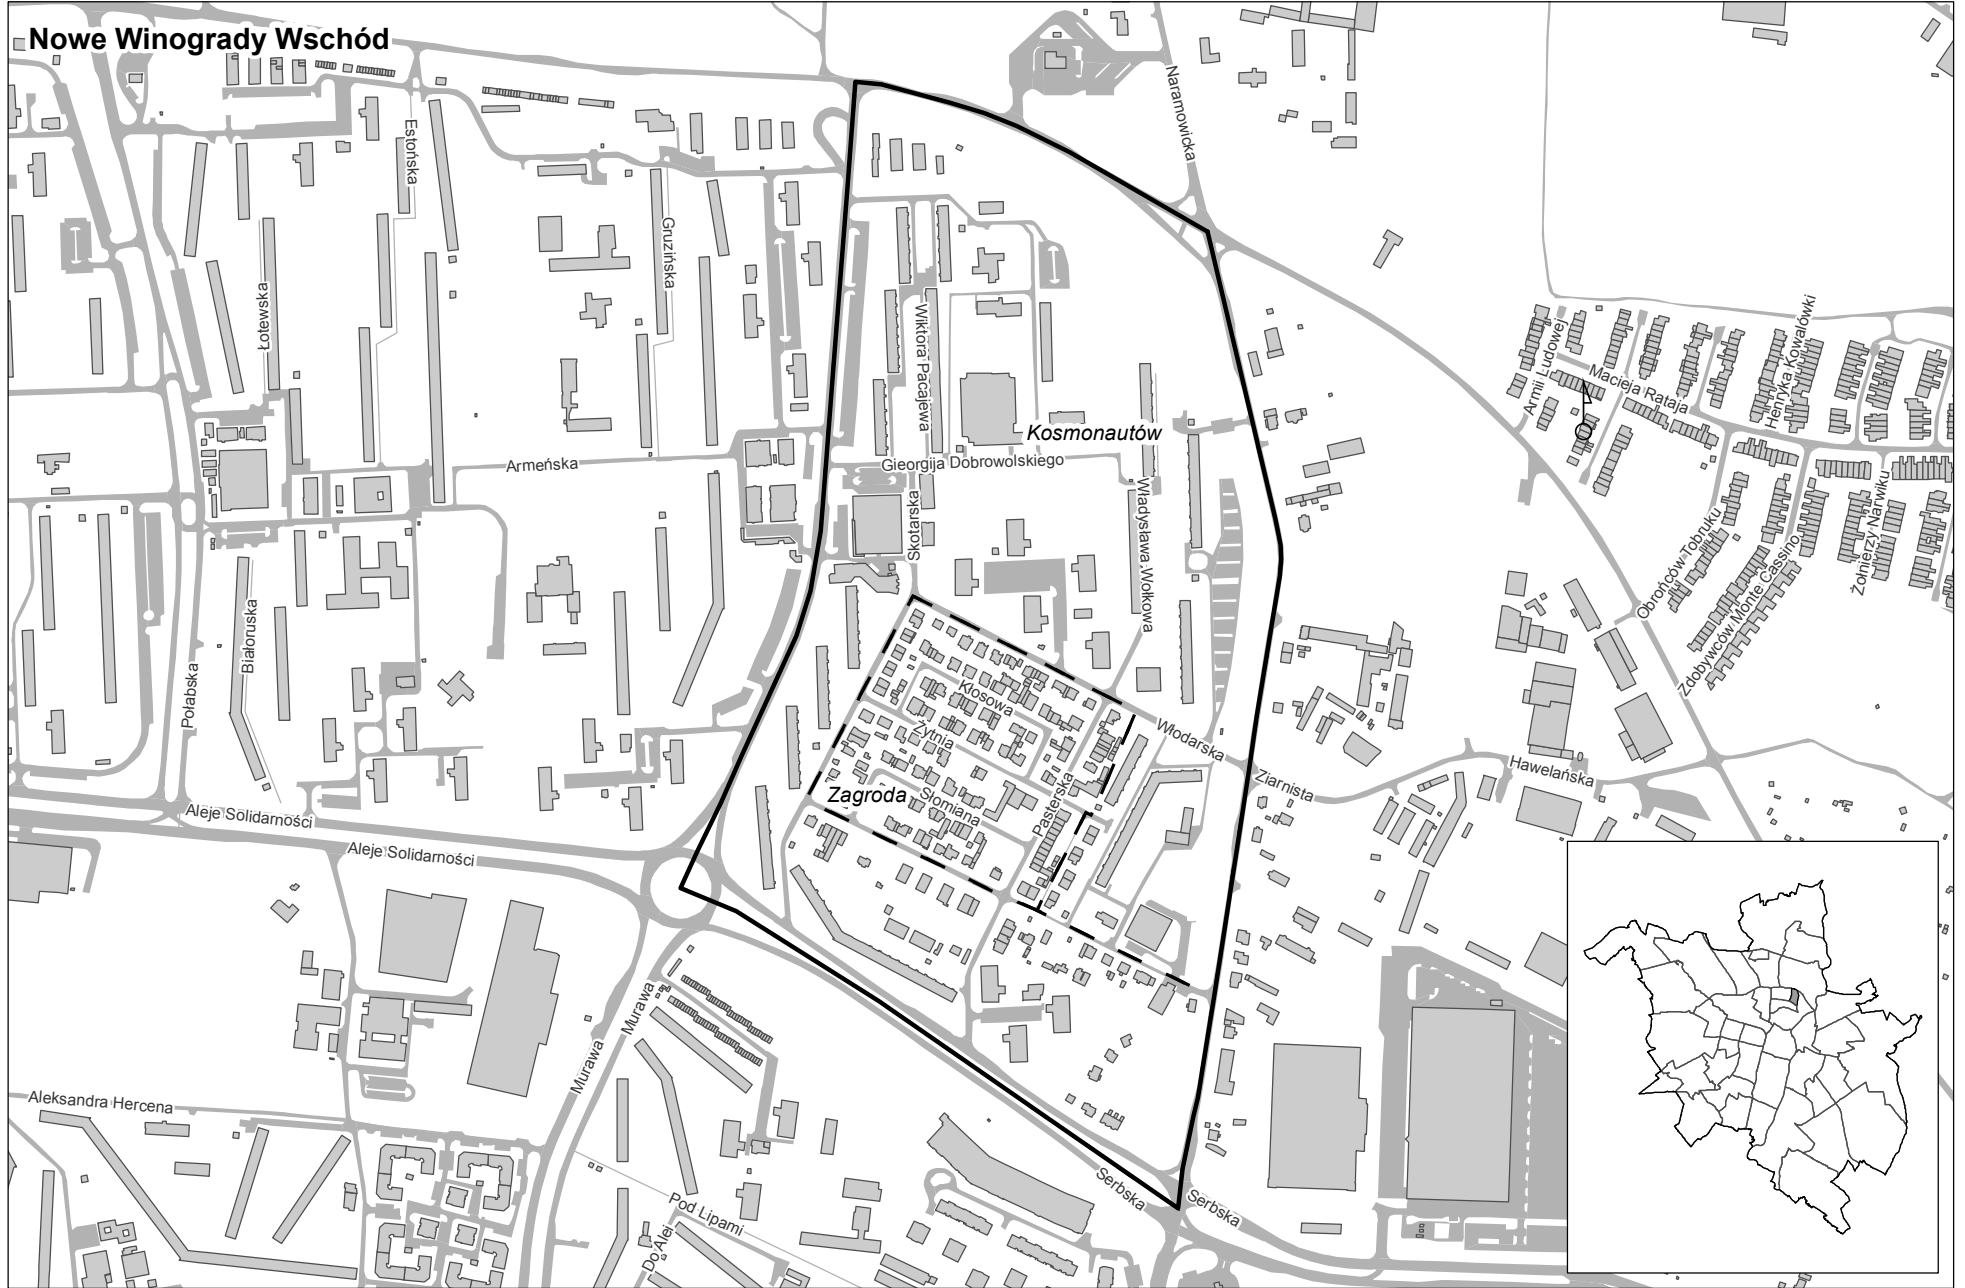 Nowe Winogrady Wschód
Naramowicka
Estońska
Gruzińska
Łotewska
Wiktora Pacajewa
Armii Ludowej
Macieja Rataja
Henryka Kowalówki
Kosmonautów
Gieorgija Dobrowolskiego
Armeńska
Skotarska
Władysława Wołkowa
Obrońców Tobruku
Zdobywców Monte Cassino
Żołnierzy Narwiku
Białoruska
Połabska
Kłosowa
Żytnia
Włodarska
Ziarnista
Hawelańska
Zagroda
Słomiana
Pasterska
Aleje Solidarności
Aleje Solidarności
Murawa
Murawa
Aleksandra Hercena
Serbska
Serbska
Pod Lipami
Do Alei